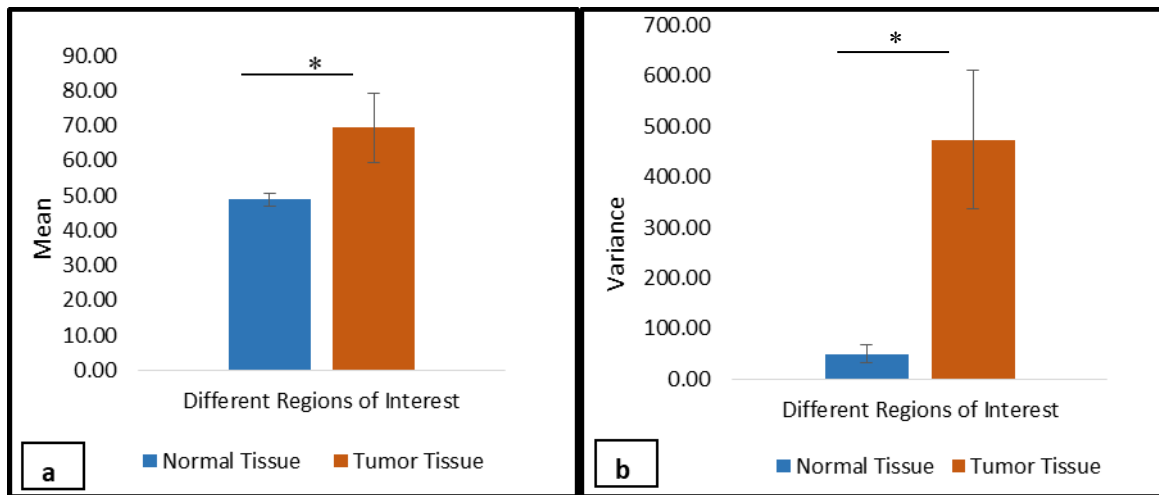 *
90.00
80.00
70.00
60.00
50.00
40.00
30.00
20.00
10.00
0.00
Mean
Different Regions of Interest
Normal Tissue Tumor Tissue
a
*
700.00
600.00
500.00
400.00
300.00
200.00
100.00
0.00
Variance
Different Regions of Interest
Normal Tissue Tumor Tissue
b